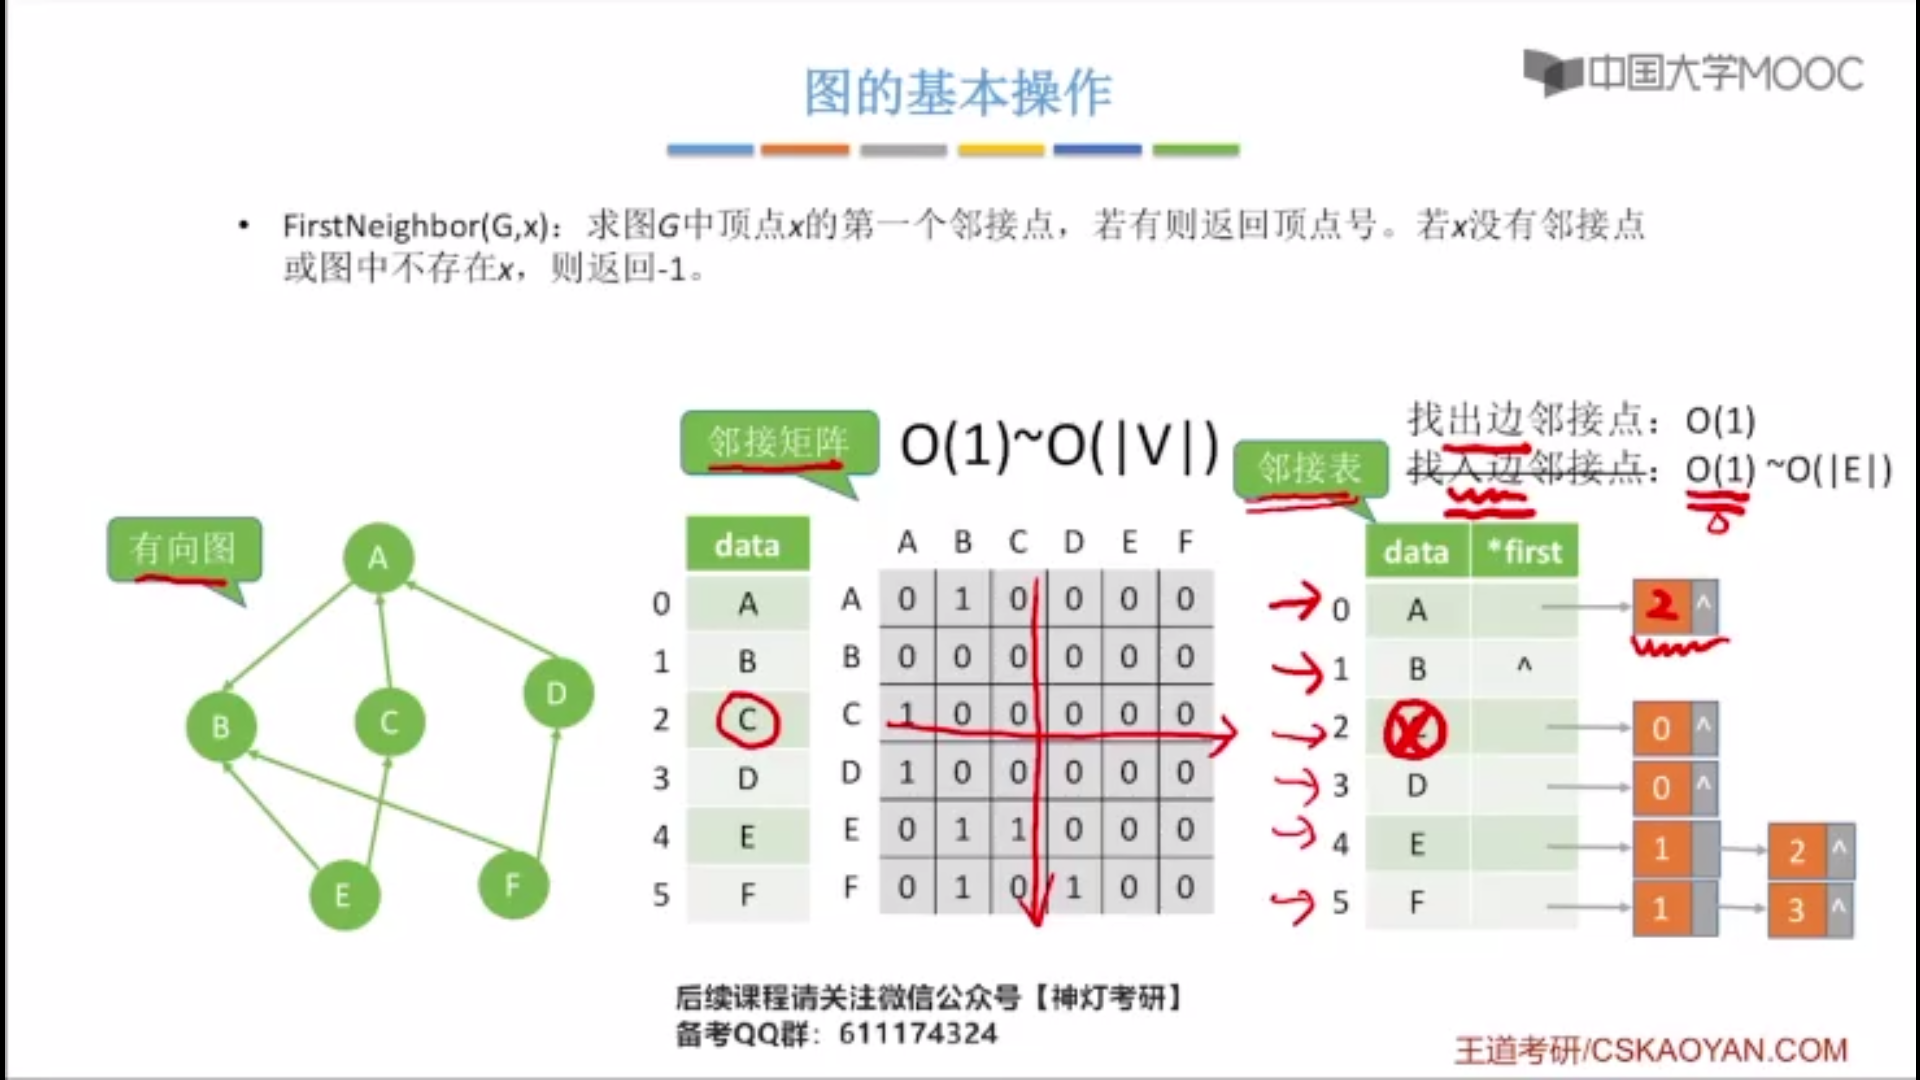 中国大学MOOC
图的基本操作
• FirstNeighbor(G,x)：求图G中顶点x的第一个邻接点，若有则返回顶点号。若x没有邻接点
或图中不存在x，则返回-1。
找出边邻接点：O(1)
邻接矩阵 O(1)~O(|V|)
邻接表 找入边邻接点：O(1) ~O(|E|)
有向图
A
B
C
D
E
F
data
0 A
1 B
2 C
3 D
4 E
5 F
A B C D E F
A 0 1 0 0 0 0
B 0 0 0 0 0 0
C 1 0 0 0 0 0
D 1 0 0 0 0 0
E 0 1 1 0 0 0
F 0 1 0 1 0 0
data *first
0 A 2 ^
1 B ^
2 0 ^
3 D 0 ^
4 E 1 2 ^
5 F 1 3 ^
后续课程请关注微信公众号【神灯考研】
备考QQ群：611174324
王道考研/CSKAOYAN.COM